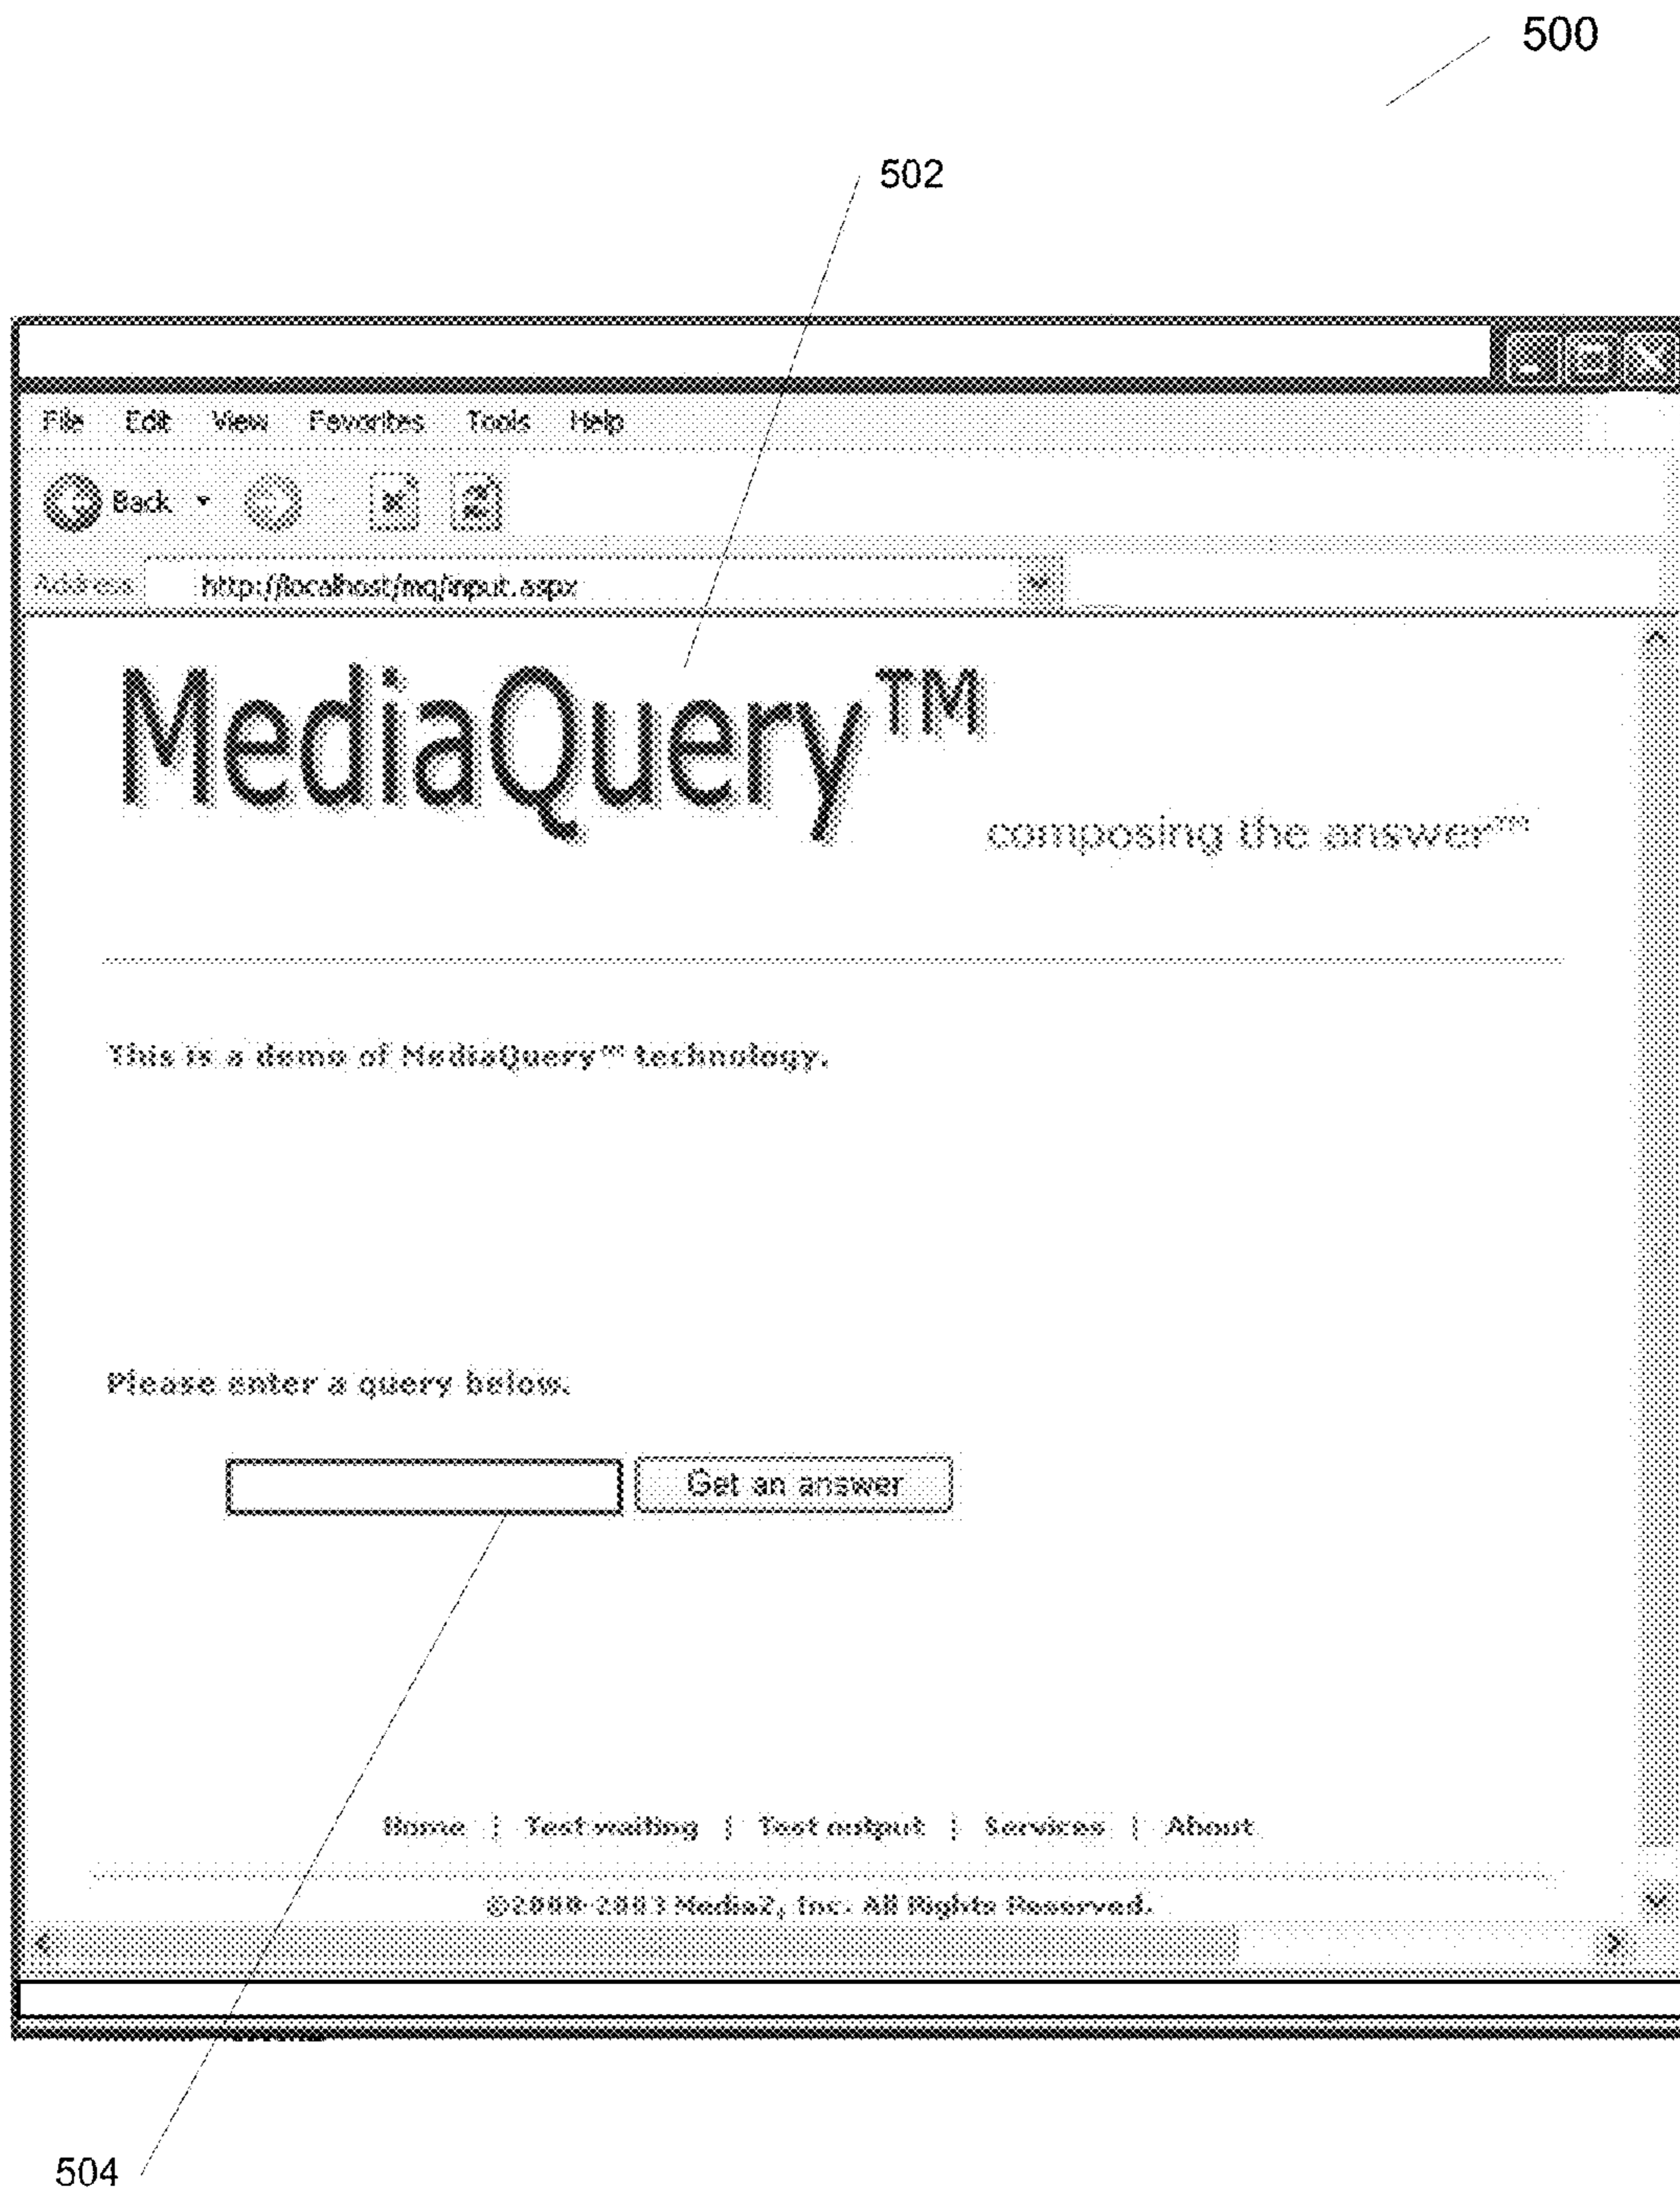 500
502
File Edit View Favorites Tools Help
Back
Address http://localhost/mq/input.aspx
MediaQuery™
composing the answer™
This is a demo of MediaQuery™ technology.
Please enter a query below.
Get an answer
Home | Test waiting | Test output | Services | About
©2000-2003 Media2, Inc. All Rights Reserved.
504